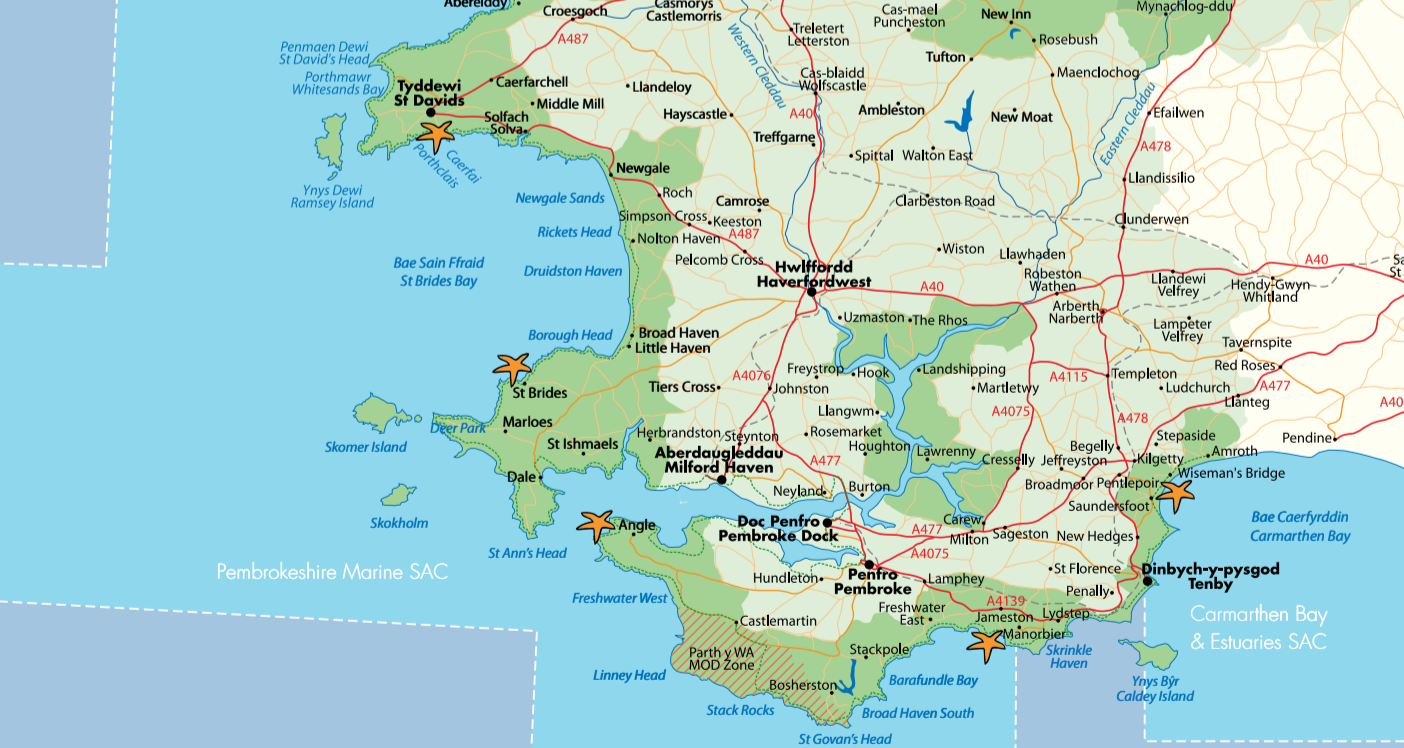 Abereiddy
Croesgoch
Casmorys
Castlemorris
Cas-mael
Puncheston
New Inn
Mynachlog-ddu
A487
Treletert
Letterston
Rosebush
Tufton
Maenclochog
Penmaen Dewi
St David's Head
Porthmawr
Whitesands Bay
Tyddewi
St Davids
Caerfarchell
Middle Mill
Llandeloy
Hayscastle
Western Cleddau
Cas-blaidd
Wolfscastle
A40
Ambleston
New Moat
Eastern Cleddau
Efailwen
Solfach
Solva
Treffgarne
A478
Caerfai
Porthclais
Newgale
Spittal
Walton East
Llandissilio
Ynys Dewi
Ramsey Island
Newgale Sands
Roch
Camrose
Clarbeston Road
Simpson Cross
Keeston
Clunderwen
Rickets Head
Nolton Haven
A487
Pelcomb Cross
Wiston
Llawhaden
Bae Sain Ffraid
St Brides Bay
Druidston Haven
Hwlffordd
Haverfordwest
Robeston
Wathen
A40
A40
Sa
St
Llandewi
Velfrey
Hendy-Gwyn
Whitland
Arberth
Narberth
Uzmaston
The Rhos
Lampeter
Velfrey
Borough Head
Broad Haven
Little Haven
Tavernspite
Red Roses
Freystrop
Hook
Landshipping
A4115
Templeton
St Brides
Tiers Cross
A4076
Johnston
Martletwy
Ludchurch
A477
Llanteg
A40
Llangwm
A4075
A478
Skomer Island
Deer Park
Marloes
St Ishmaels
Herbrandston
Steynton
Rosemarket
Houghton
Lawrenny
Begelly
Stepaside
Pendine
Aberdaugleddau
Milford Haven
A477
Cresselly
Jeffreyston
Kilgetty
Amroth
Wiseman's Bridge
Dale
Neyland
Burton
Broadmoor
Pentlepoir
Saundersfoot
Skokholm
Angle
Doc Penfro
Pembroke Dock
A477
Carew
Milton
Sageston
New Hedges
Bae Caerfyrddin
Carmarthen Bay
St Ann's Head
A4075
Pembrokeshire Marine SAC
Hundleton
Penfro
Pembroke
Lamphey
St Florence
Dinbych-y-pysgod
Tenby
Penally
Freshwater West
Freshwater
East
A4139
Jameston
Lydstep
Carmarthen Bay
& Estuaries SAC
Castlemartin
Manorbier
Skrinkle
Haven
Parth y WA
MOD Zone
Stackpole
Linney Head
Bosherston
Barafundle Bay
Ynys Bŷr
Caldey Island
Stack Rocks
Broad Haven South
St Govan's Head